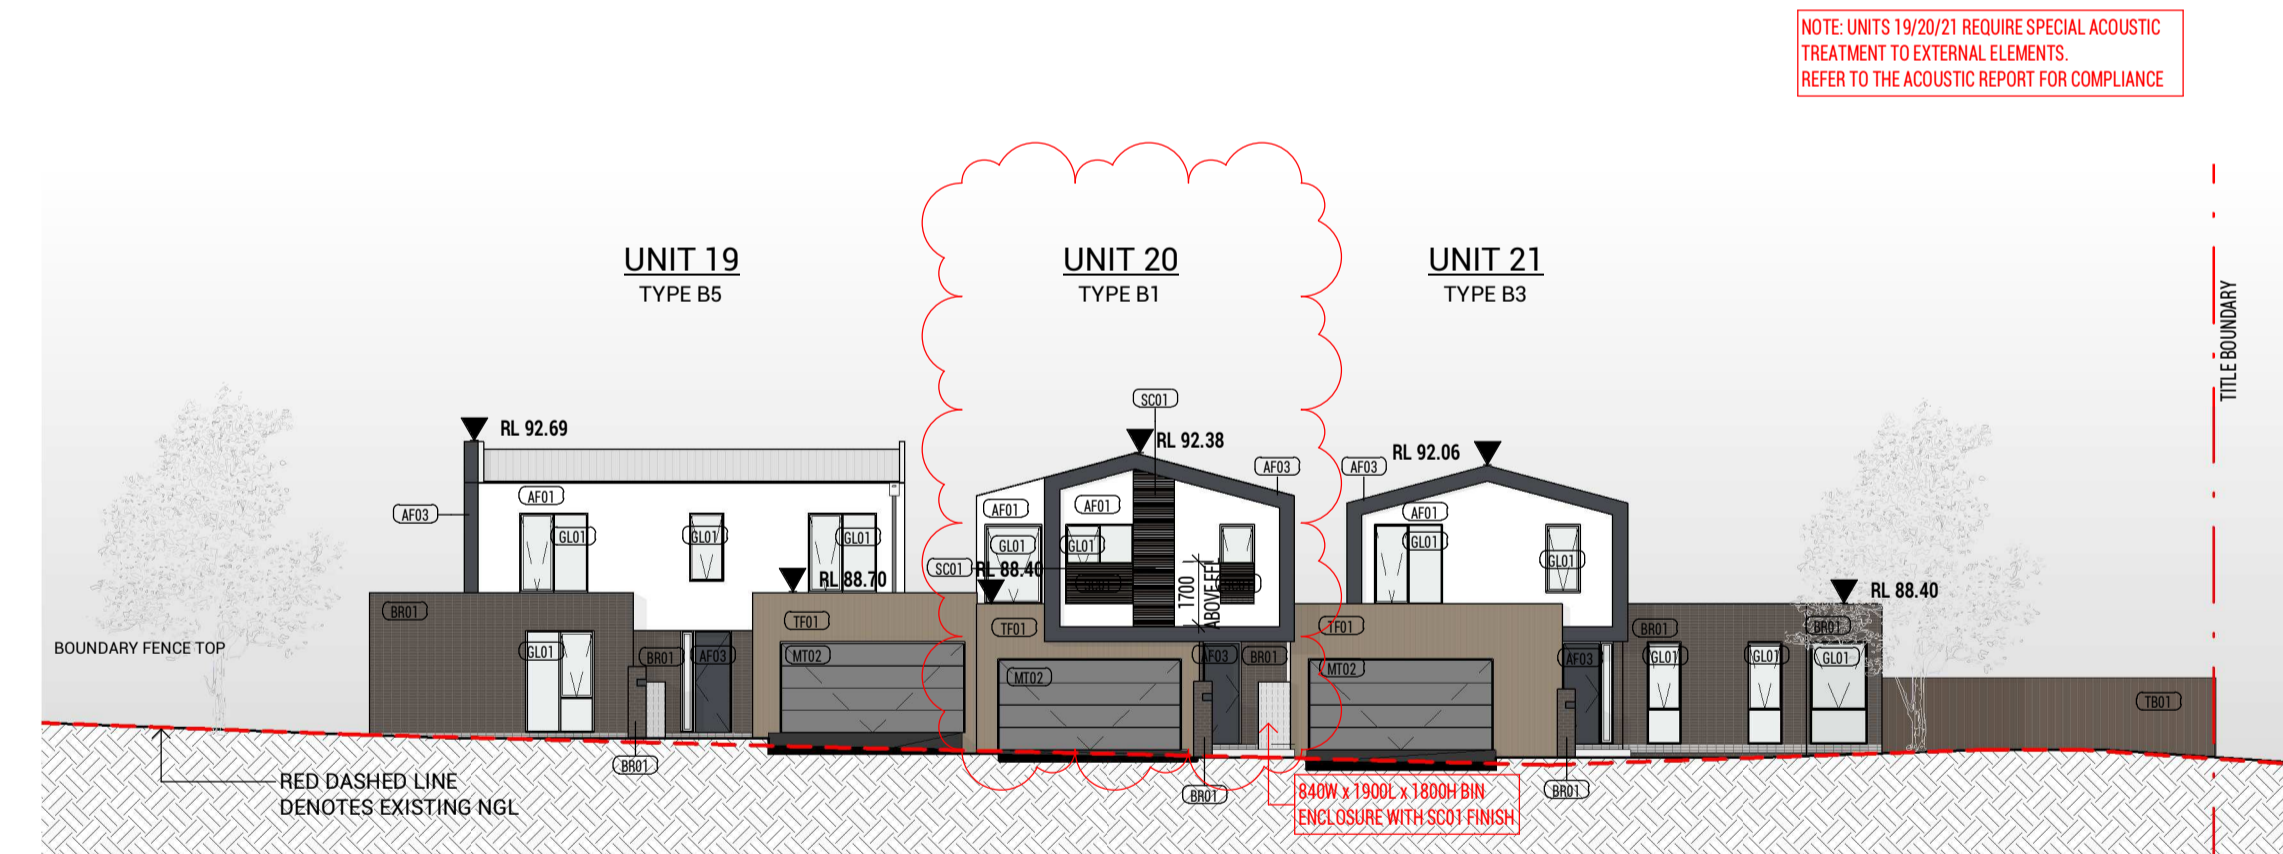 NOTE: UNITS 19/20/21 REQUIRE SPECIAL ACOUSTIC
TREATMENT TO EXTERNAL ELEMENTS.
REFER TO THE ACOUSTIC REPORT FOR COMPLIANCE
UNIT 19
TYPE B5
UNIT 20
TYPE B1
UNIT 21
TYPE B3
TITLE BOUNDARY
SC01
RL 92.69
RL 92.38
RL 92.06
AF03
AF03
AF01
AF03
AF01
AF01
AF01
GL01
GL01
GL01
GL01
GL01
GL01
GL01
SC01
RL 88.70
RL 88.40
1700
ABOVE FFL
RL 88.40
BR01
TF01
TF01
TF01
BR01
BR01
BOUNDARY FENCE TOP
GL01
BR01
AF03
MT02
MT02
AF03
BR01
MT02
AF03
GL01
GL01
GL01
TB01
BR01
BR01
BR01
RED DASHED LINE
DENOTES EXISTING NGL
840W x 1900L x 1800H BIN
ENCLOSURE WITH SC01 FINISH